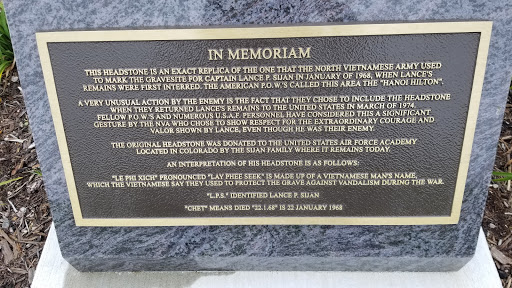 IN MEMORIAM
THIS HEADSTONE IS AN EXACT REPLICA OF THE ONE THAT THE NORTH VIETNAMESE ARMY USED
TO MARK THE GRAVESITE FOR CAPTAIN LANCE P. SIJAN IN JANUARY OF 1968, WHEN LANCE'S
REMAINS WERE FIRST INTERRED. THE AMERICAN P.O.W.'S CALLED THIS AREA THE "HANOI HILTON".
A VERY UNUSUAL ACTION BY THE ENEMY IS THE FACT THAT THEY CHOSE TO INCLUDE THE HEADSTONE
WHEN THEY RETURNED LANCE'S REMAINS TO THE UNITED STATES IN MARCH OF 1974.
FELLOW P.O.W.'S AND NUMEROUS U.S.A.F. PERSONNEL HAVE CONSIDERED THIS A SIGNIFICANT
GESTURE BY THE NVA WHO CHOSE TO SHOW RESPECT FOR THE EXTRAORDINARY COURAGE AND
VALOR SHOWN BY LANCE, EVEN THOUGH HE WAS THEIR ENEMY.
THE ORIGINAL HEADSTONE WAS DONATED TO THE UNITED STATES AIR FORCE ACADEMY
LOCATED IN COLORADO BY THE SIJAN FAMILY WHERE IT REMAINS TODAY.
AN INTERPRETATION OF HIS HEADSTONE IS AS FOLLOWS:
"LE PHI XICH" PRONOUNCED "LAY PHEE SEEK" IS MADE UP OF A VIETNAMESE MAN'S NAME,
WHICH THE VIETNAMESE SAY THEY USED TO PROTECT THE GRAVE AGAINST VANDALISM DURING THE WAR.
"L.P.S." IDENTIFIED LANCE P. SIJAN
"CHET" MEANS DIED "22.1.68" IS 22 JANUARY 1968